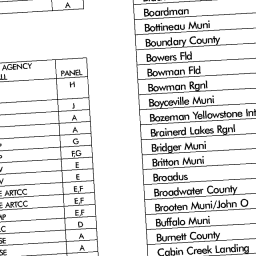 A
AGENCY
PANEL
H
J
A
A
G
F,G
E
E
E ARTCC E,F
E ARTCC E,F
E,F
D
A
A
Boardman
Bottineau Muni
Boundary County
Bowers Fld
Bowman Fld
Bowman Rgnl
Boyceville Muni
Bozeman Yellowstone Int
Brainerd Lakes Rgnl
Bridger Muni
Britton Muni
Broadus
Broadwater County
Brooten Muni/John O
Buffalo Muni
Burnett County
Cabin Creek Landing